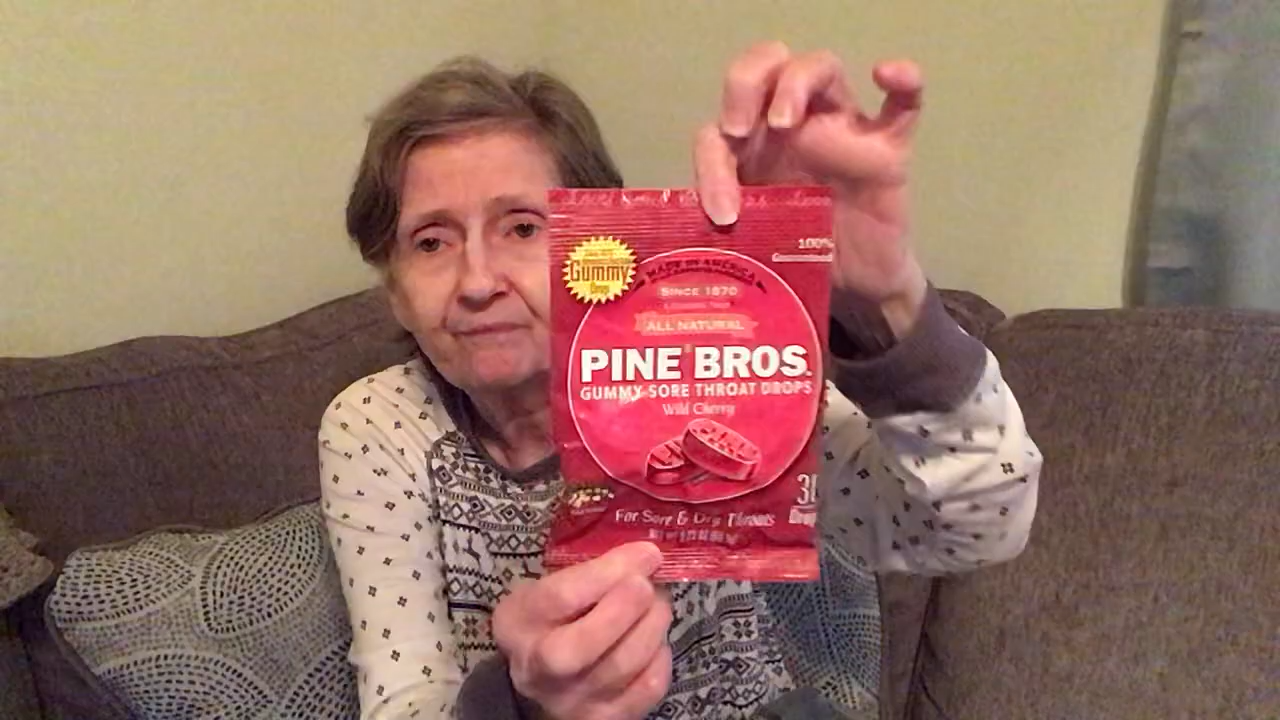 100%
Guaranteed
Gummy
Drop
MADE IN AMERICA
SINCE 1870
ALL NATURAL
PINE BROS.
GUMMY SORE THROAT DROPS
Wild Cherry
For Sore & Dry Throats